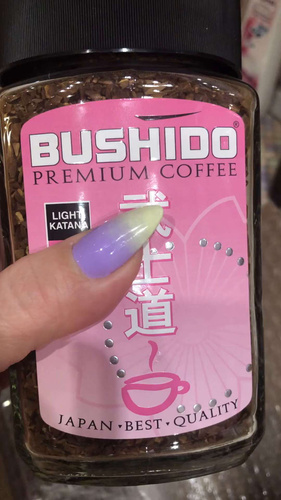 BUSHIDO®
PREMIUM COFFEE
LIGHT
KATANA
武士道
JAPAN • BEST • QUALITY